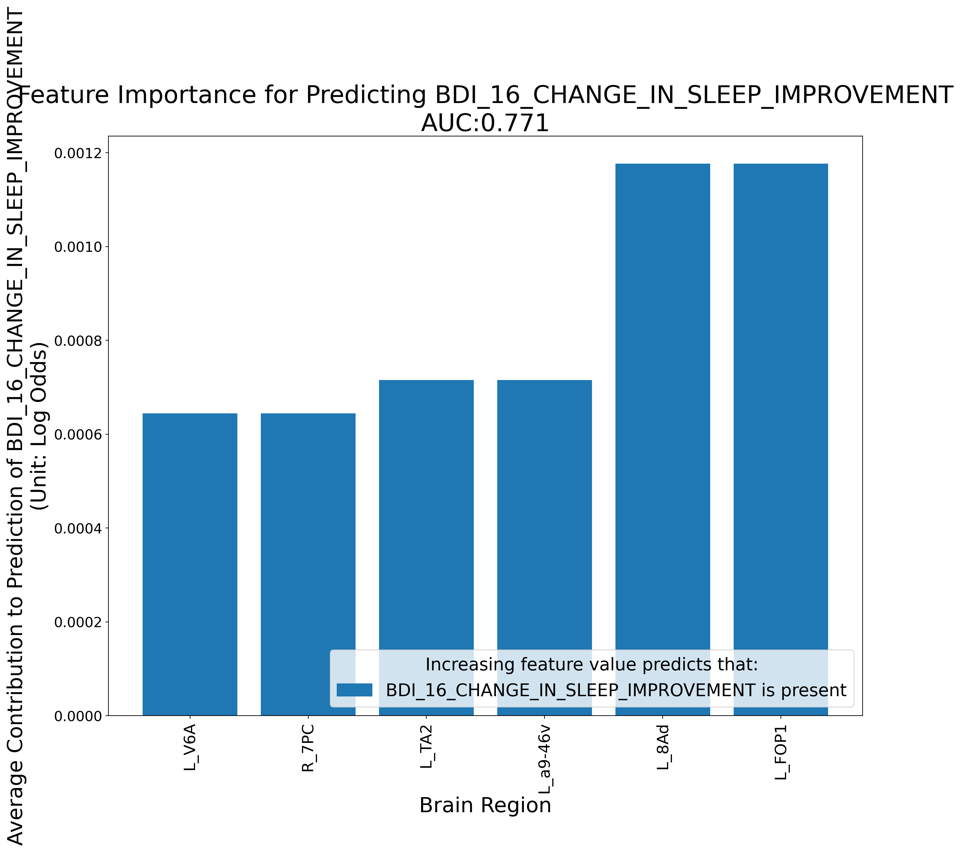 Feature Importance for Predicting BDI_16_CHANGE_IN_SLEEP_IMPROVEMENT
AUC:0.771
Average Contribution to Prediction of BDI_16_CHANGE_IN_SLEEP_IMPROVEMENT
(Unit: Log Odds)
0.0012
0.0010
0.0008
0.0006
0.0004
0.0002
0.0000
Increasing feature value predicts that:
BDI_16_CHANGE_IN_SLEEP_IMPROVEMENT is present
L_V6A
R_7PC
L_TA2
L_a9-46v
L_8Ad
L_FOP1
Brain Region